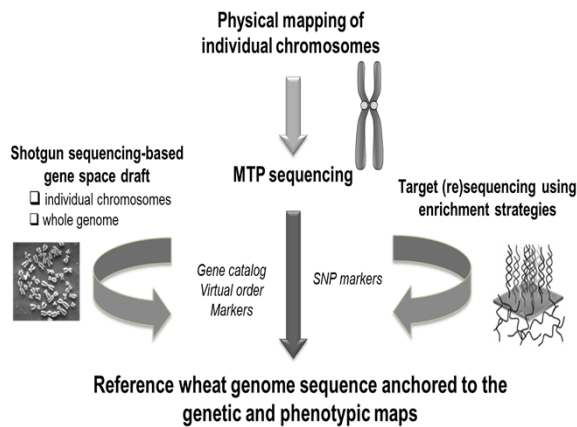 Physical mapping of
individual chromosomes
MTP sequencing
Shotgun sequencing-based
gene space draft
❑ individual chromosomes
❑ whole genome
Target (re)sequencing using
enrichment strategies
Gene catalog
Virtual order
Markers
SNP markers
Reference wheat genome sequence anchored to the
genetic and phenotypic maps